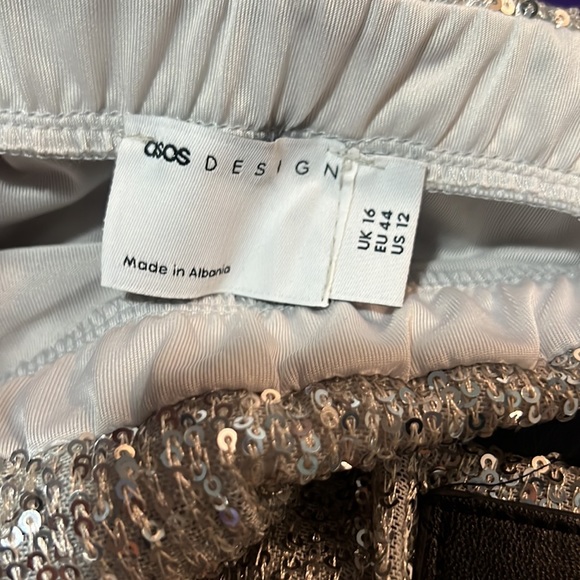 asos DESIGN
Made in Albania
UK 16
EU 44
US 12